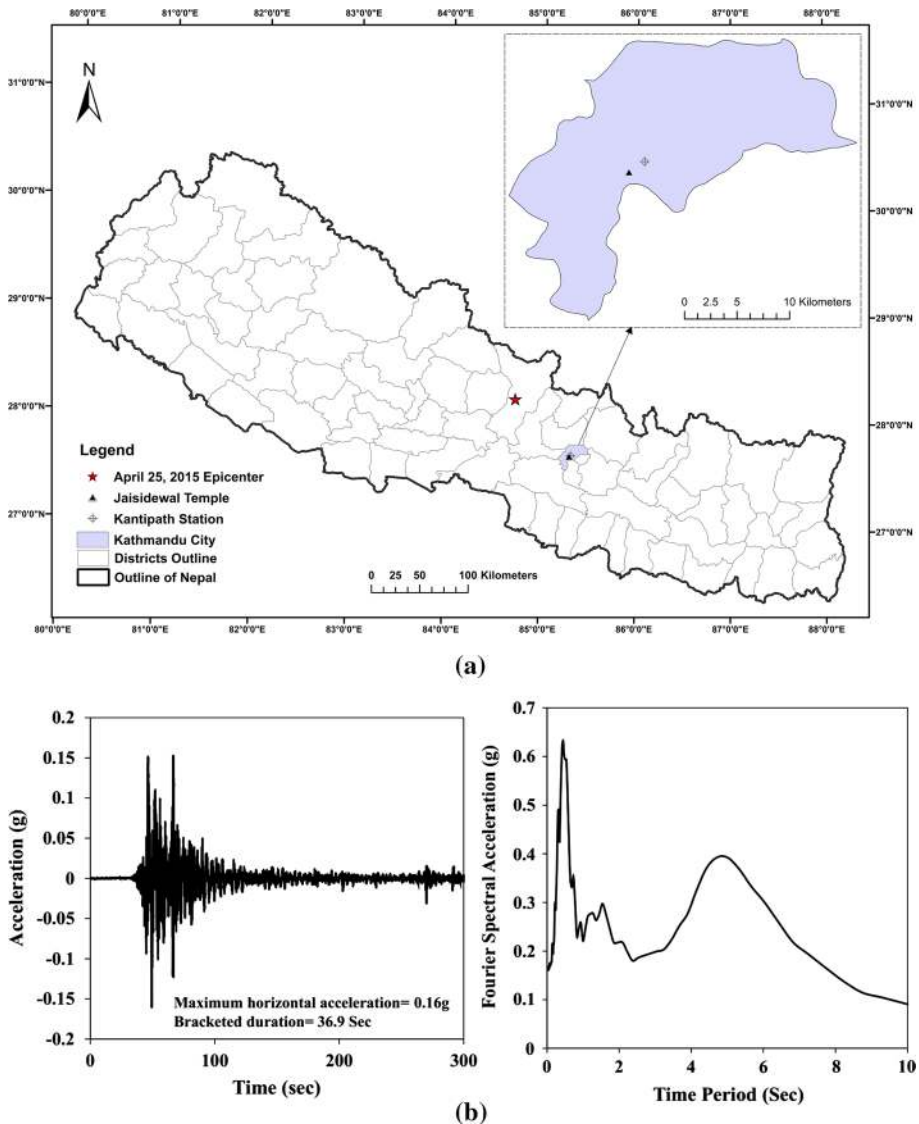 80°0'0"E 81°0'0"E 82°0'0"E 83°0'0"E 84°0'0"E 85°0'0"E 86°0'0"E 87°0'0"E 88°0'0"E
N
31°0'0"N
30°0'0"N
29°0'0"N
28°0'0"N
27°0'0"N
31°0'0"N
30°0'0"N
29°0'0"N
28°0'0"N
27°0'0"N
0 2.5 5 10 Kilometers
Legend
April 25, 2015 Epicenter
Jaisidewal Temple
Kantipath Station
Kathmandu City
Districts Outline
Outline of Nepal
0 25 50 100 Kilometers
80°0'0"E 81°0'0"E 82°0'0"E 83°0'0"E 84°0'0"E 85°0'0"E 86°0'0"E 87°0'0"E 88°0'0"E
(a)
Acceleration (g)
0.2
0.15
0.1
0.05
0
-0.05
-0.1
-0.15
-0.2
Maximum horizontal acceleration= 0.16g
Bracketed duration= 36.9 Sec
0 100 200 300
Time (sec)
Fourier Spectral Acceleration (g)
0.7
0.6
0.5
0.4
0.3
0.2
0.1
0
0 2 4 6 8 10
Time Period (Sec)
(b)